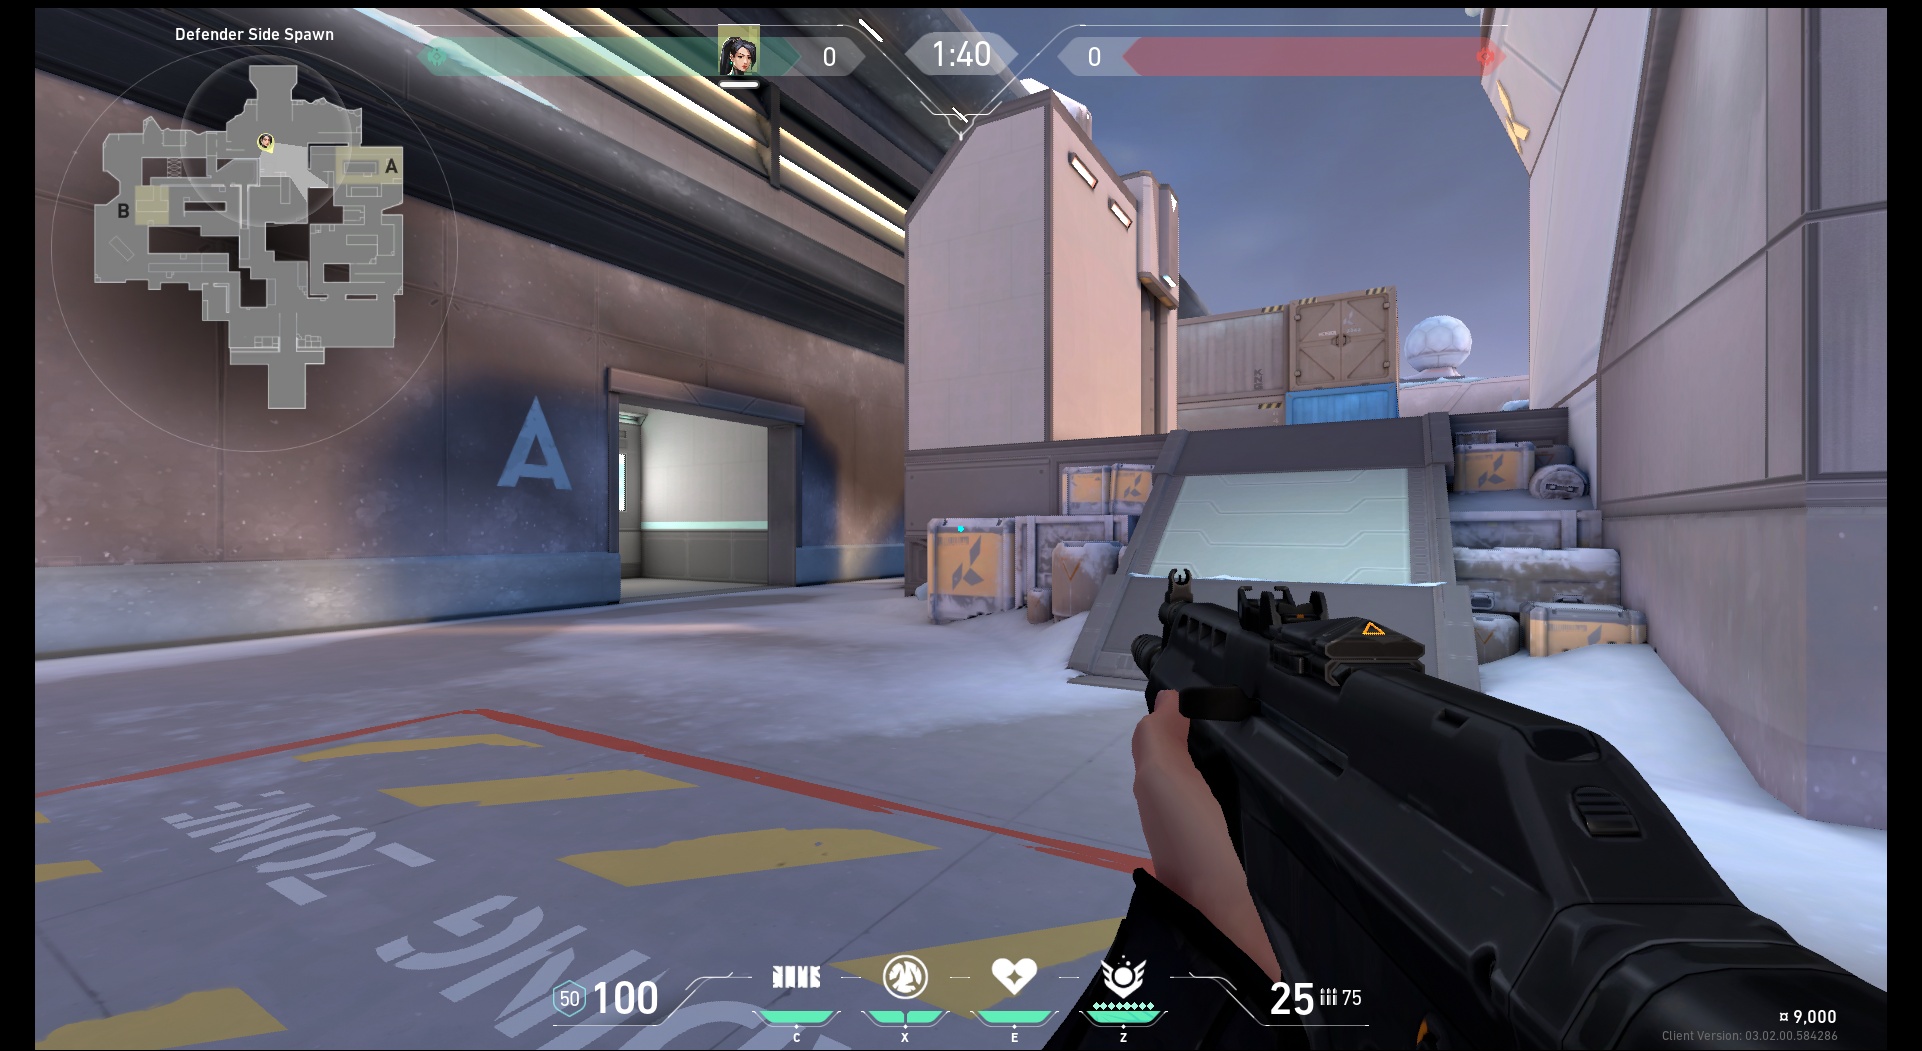 Defender Side Spawn
0
1:40
0
A
B
A
ZONE
50 100
25 75
C
X
E
Z
¤ 9,000
Client Version: 03.02.00.584286